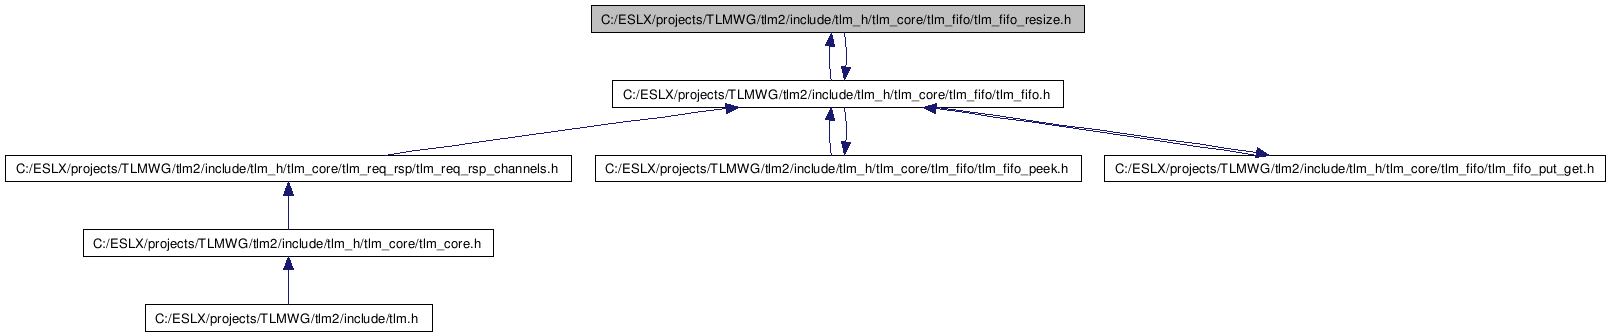 C:/ESLX/projects/TLMWG/tlm2/include/tlm_h/tlm_core/tlm_fifo/tlm_fifo_resize.h
C:/ESLX/projects/TLMWG/tlm2/include/tlm_h/tlm_core/tlm_fifo/tlm_fifo.h
C:/ESLX/projects/TLMWG/tlm2/include/tlm_h/tlm_core/tlm_req_rsp/tlm_req_rsp_channels.h
C:/ESLX/projects/TLMWG/tlm2/include/tlm_h/tlm_core/tlm_fifo/tlm_fifo_peek.h
C:/ESLX/projects/TLMWG/tlm2/include/tlm_h/tlm_core/tlm_fifo/tlm_fifo_put_get.h
C:/ESLX/projects/TLMWG/tlm2/include/tlm_h/tlm_core/tlm_core.h
C:/ESLX/projects/TLMWG/tlm2/include/tlm.h